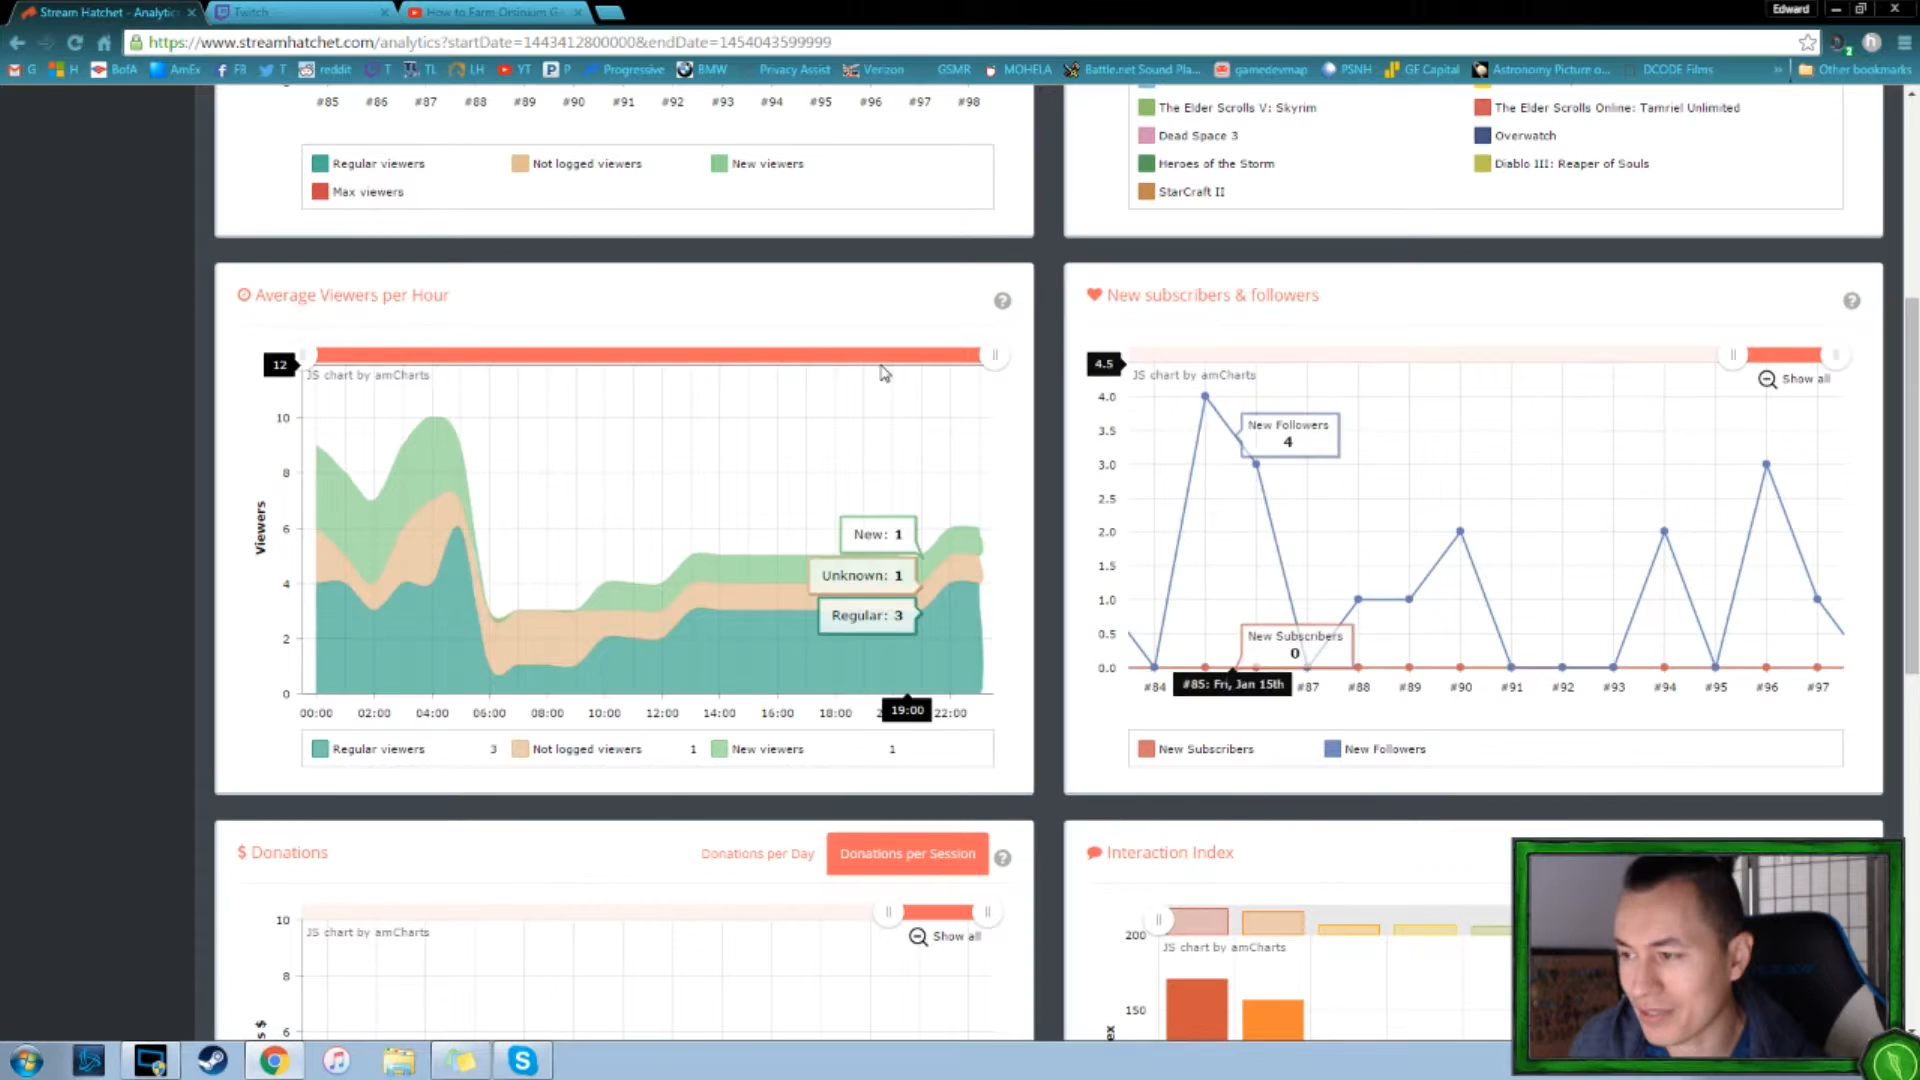 Stream Hatchet - Analytic
Twitch
How to Farm Orsinium G
Edward
https://www.streamhatchet.com/analytics?startDate=1443412800000&endDate=1454043599999
G
H
BofA
AmEx
FB
T
reddit
T
TL
LH
YT
P
Progressive
BMW
Privacy Assist
Verizon
GSMR
MOHELA
Battle.net Sound Pla...
gamedevmap
PSNH
GF Capital
Astronomy Picture o...
DCODE Films
»
Other bookmarks
#85 #86 #87 #88 #89 #90 #91 #92 #93 #94 #95 #96 #97 #98
Regular viewers
Not logged viewers
New viewers
Max viewers
The Elder Scrolls V: Skyrim
The Elder Scrolls Online: Tamriel Unlimited
Dead Space 3
Overwatch
Heroes of the Storm
Diablo III: Reaper of Souls
StarCraft II
Average Viewers per Hour
?
12
JS chart by amCharts
10
8
6
4
2
0
Viewers
New: 1
Unknown: 1
Regular: 3
00:00 02:00 04:00 06:00 08:00 10:00 12:00 14:00 16:00 18:00 2 19:00 22:00
Regular viewers 3
Not logged viewers 1
New viewers 1
New subscribers & followers
?
4.5
JS chart by amCharts
Show all
4.0
3.5
3.0
2.5
2.0
1.5
1.0
0.5
0.0
New Followers
4
New Subscribers
0
#84 #85: Fri, Jan 15th #87 #88 #89 #90 #91 #92 #93 #94 #95 #96 #97
New Subscribers
New Followers
$ Donations
Donations per Day
Donations per Session
?
10
JS chart by amCharts
Show all
8
6
s $
Interaction Index
200
JS chart by amCharts
150
ex